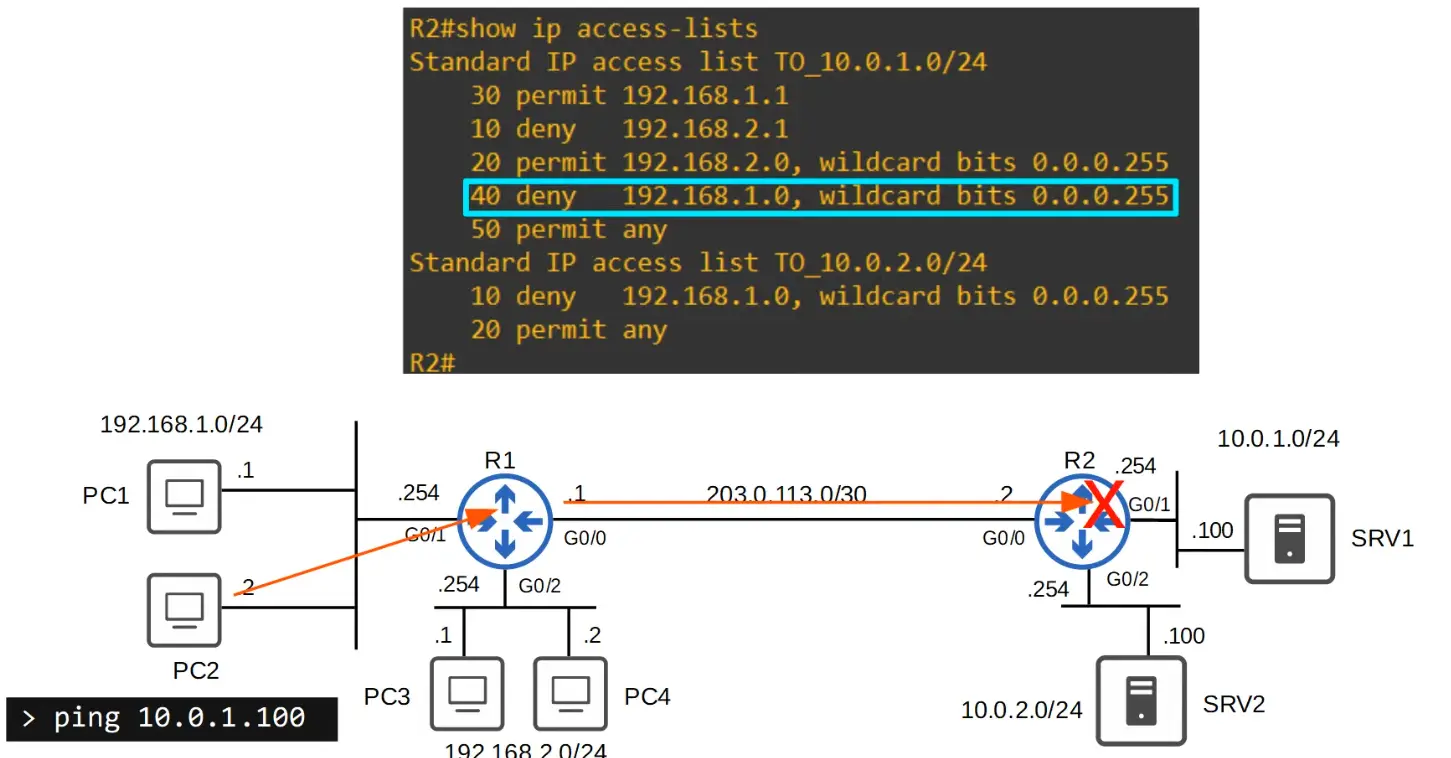 R2#show ip access-lists
Standard IP access list TO_10.0.1.0/24
30 permit 192.168.1.1
10 deny 192.168.2.1
20 permit 192.168.2.0, wildcard bits 0.0.0.255
40 deny 192.168.1.0, wildcard bits 0.0.0.255
50 permit any
Standard IP access list TO_10.0.2.0/24
10 deny 192.168.1.0, wildcard bits 0.0.0.255
20 permit any
R2#
192.168.1.0/24
10.0.1.0/24
R1
R2
.254
PC1
.1
.254
.1
203.0.113.0/30
.2
G0/1
G0/1
G0/0
G0/0
.100
SRV1
.2
.254
G0/2
.254
G0/2
.1
.2
.100
PC2
PC3
PC4
10.0.2.0/24
SRV2
> ping 10.0.1.100
192.168.2.0/24